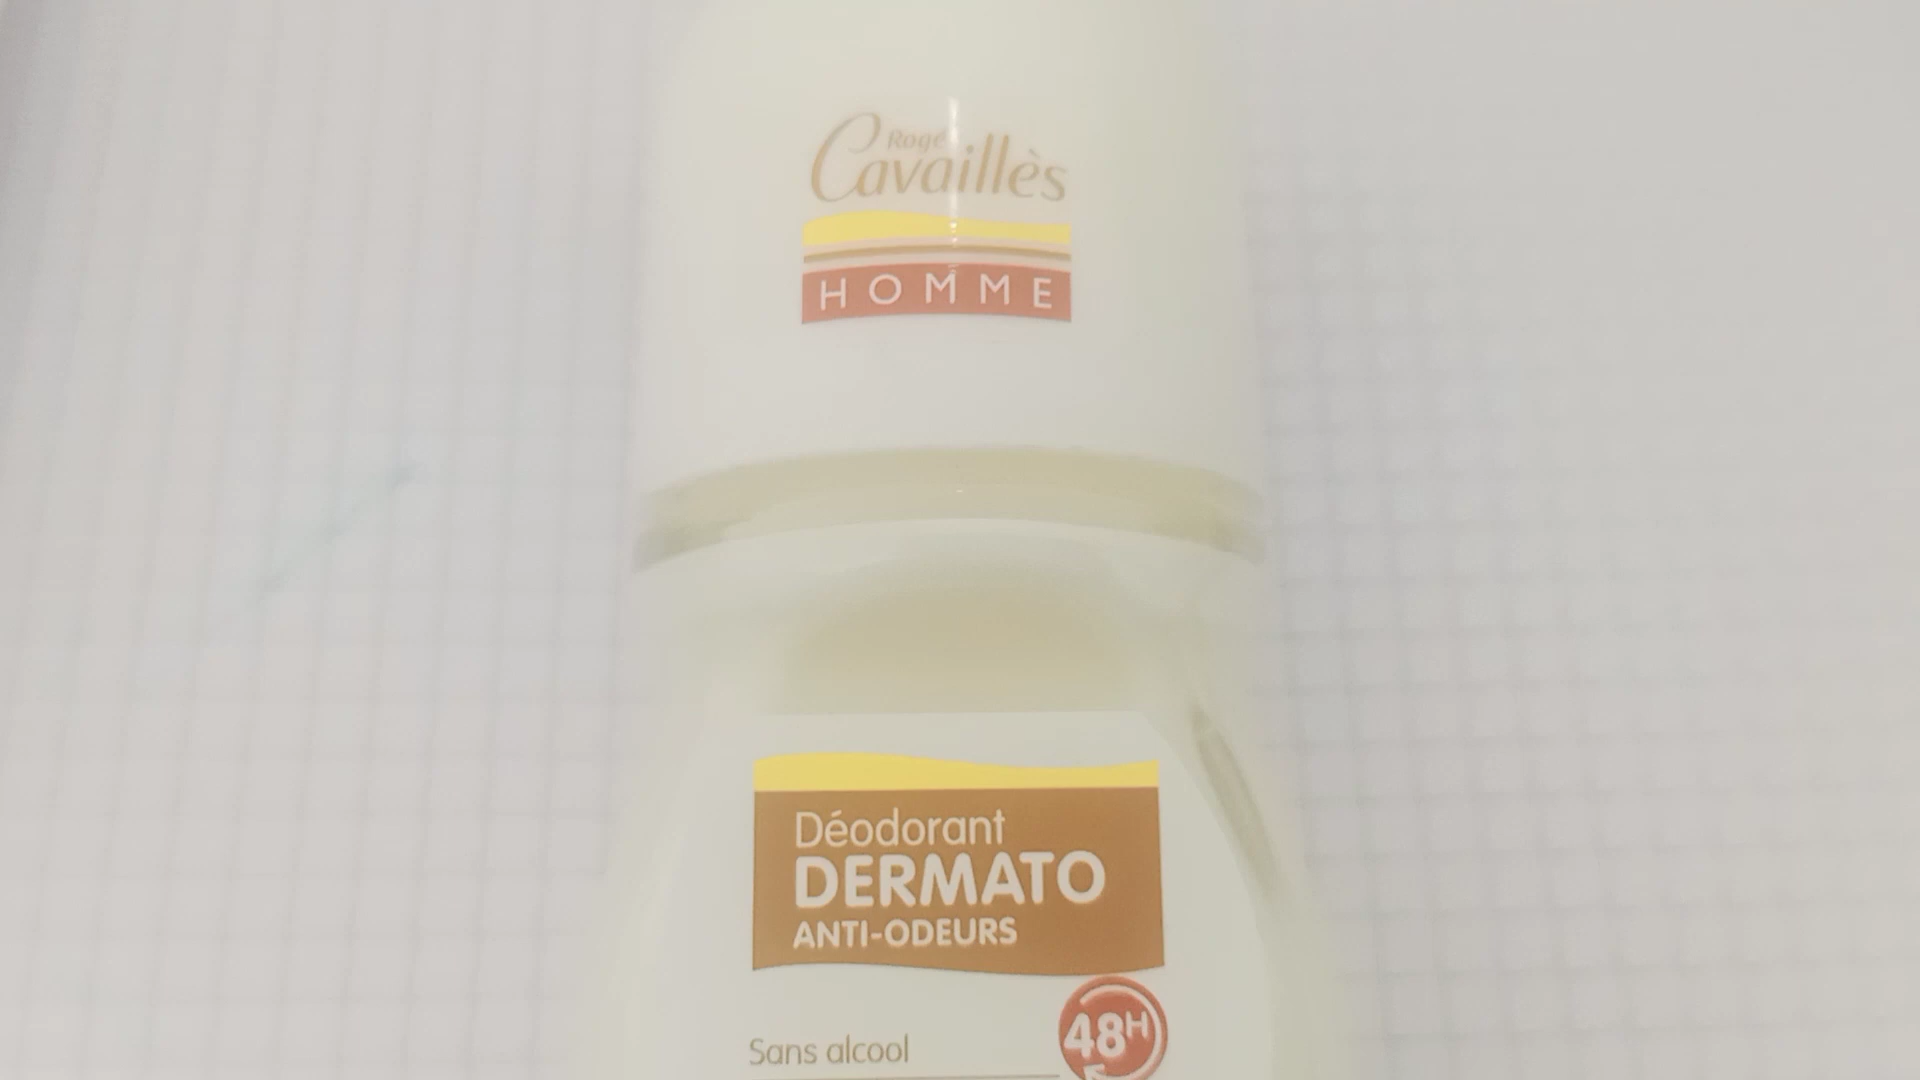 Rogé
Cavaillès
HOMME
Déodorant
DERMATO
ANTI-ODEURS
48H
Sans alcool